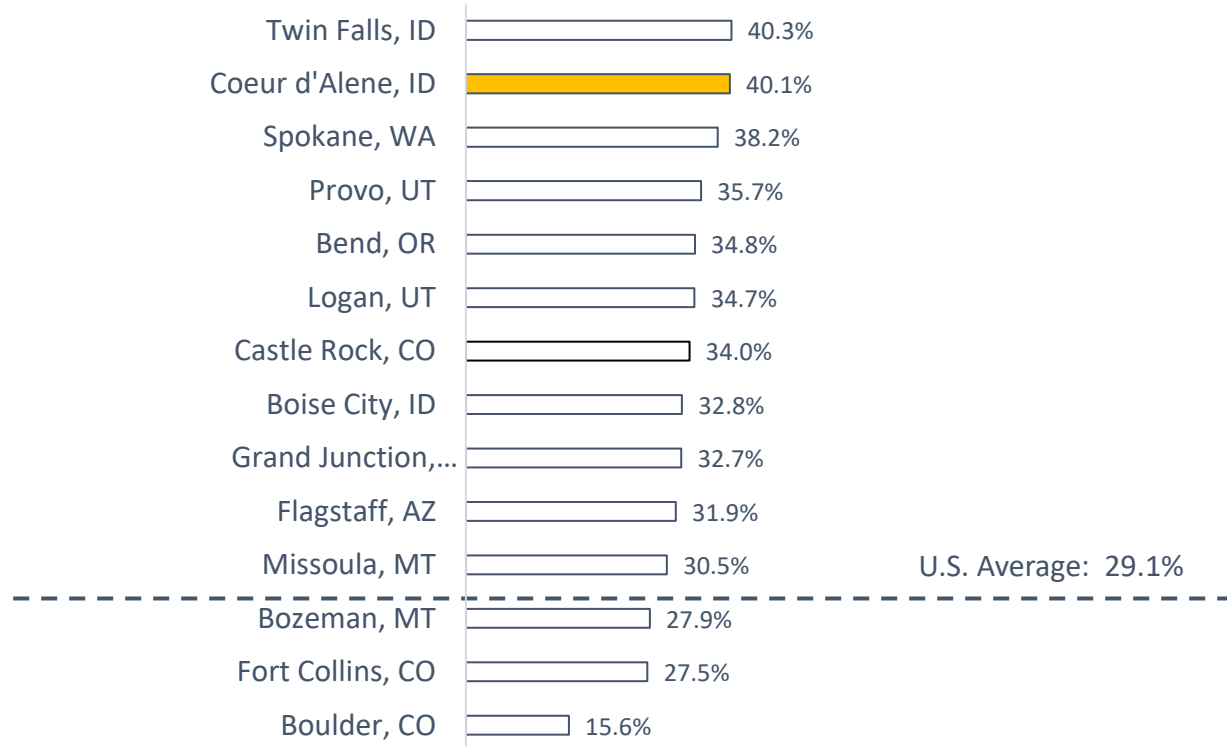 Twin Falls, ID 40.3%
Coeur d'Alene, ID 40.1%
Spokane, WA 38.2%
Provo, UT 35.7%
Bend, OR 34.8%
Logan, UT 34.7%
Castle Rock, CO 34.0%
Boise City, ID 32.8%
Grand Junction,... 32.7%
Flagstaff, AZ 31.9%
Missoula, MT 30.5% U.S. Average: 29.1%
Bozeman, MT 27.9%
Fort Collins, CO 27.5%
Boulder, CO 15.6%